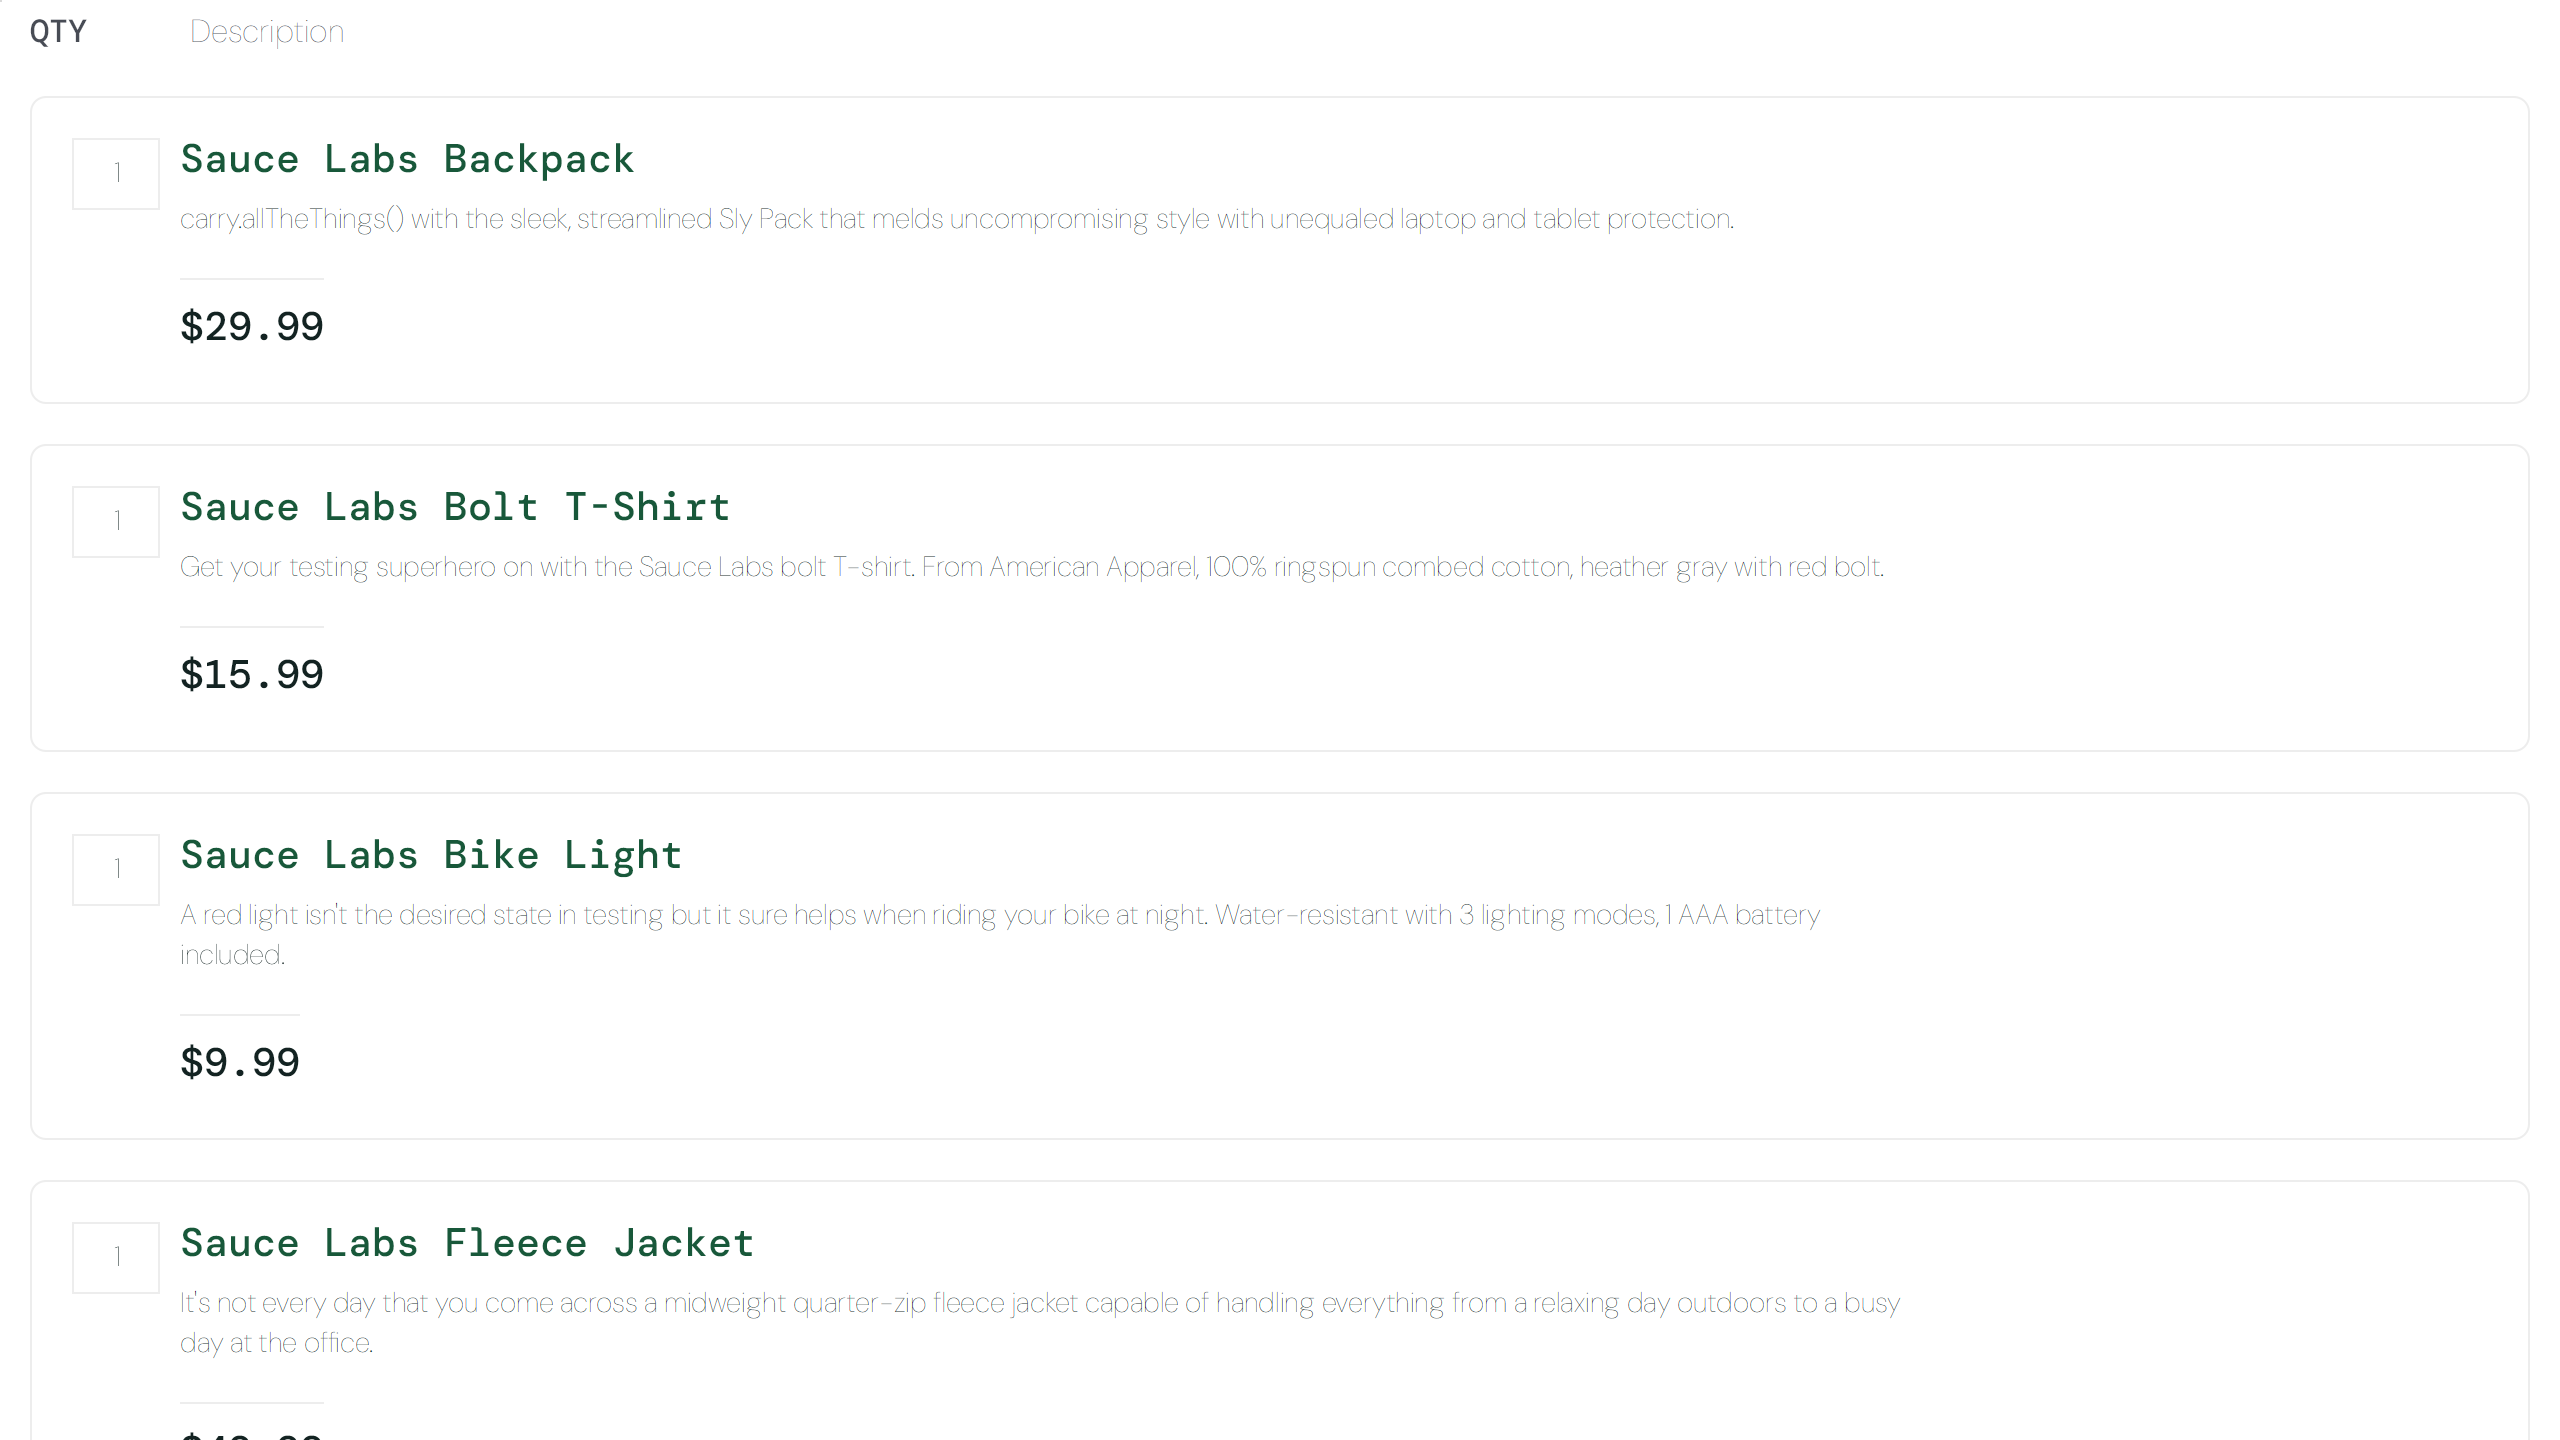 QTY Description
1 Sauce Labs Backpack
carry.allTheThings() with the sleek, streamlined Sly Pack that melds uncompromising style with unequaled laptop and tablet protection.
$29.99
1 Sauce Labs Bolt T-Shirt
Get your testing superhero on with the Sauce Labs bolt T-shirt. From American Apparel, 100% ringspun combed cotton, heather gray with red bolt.
$15.99
1 Sauce Labs Bike Light
A red light isn't the desired state in testing but it sure helps when riding your bike at night. Water-resistant with 3 lighting modes, 1 AAA battery
included.
$9.99
1 Sauce Labs Fleece Jacket
It's not every day that you come across a midweight quarter-zip fleece jacket capable of handling everything from a relaxing day outdoors to a busy
day at the office.